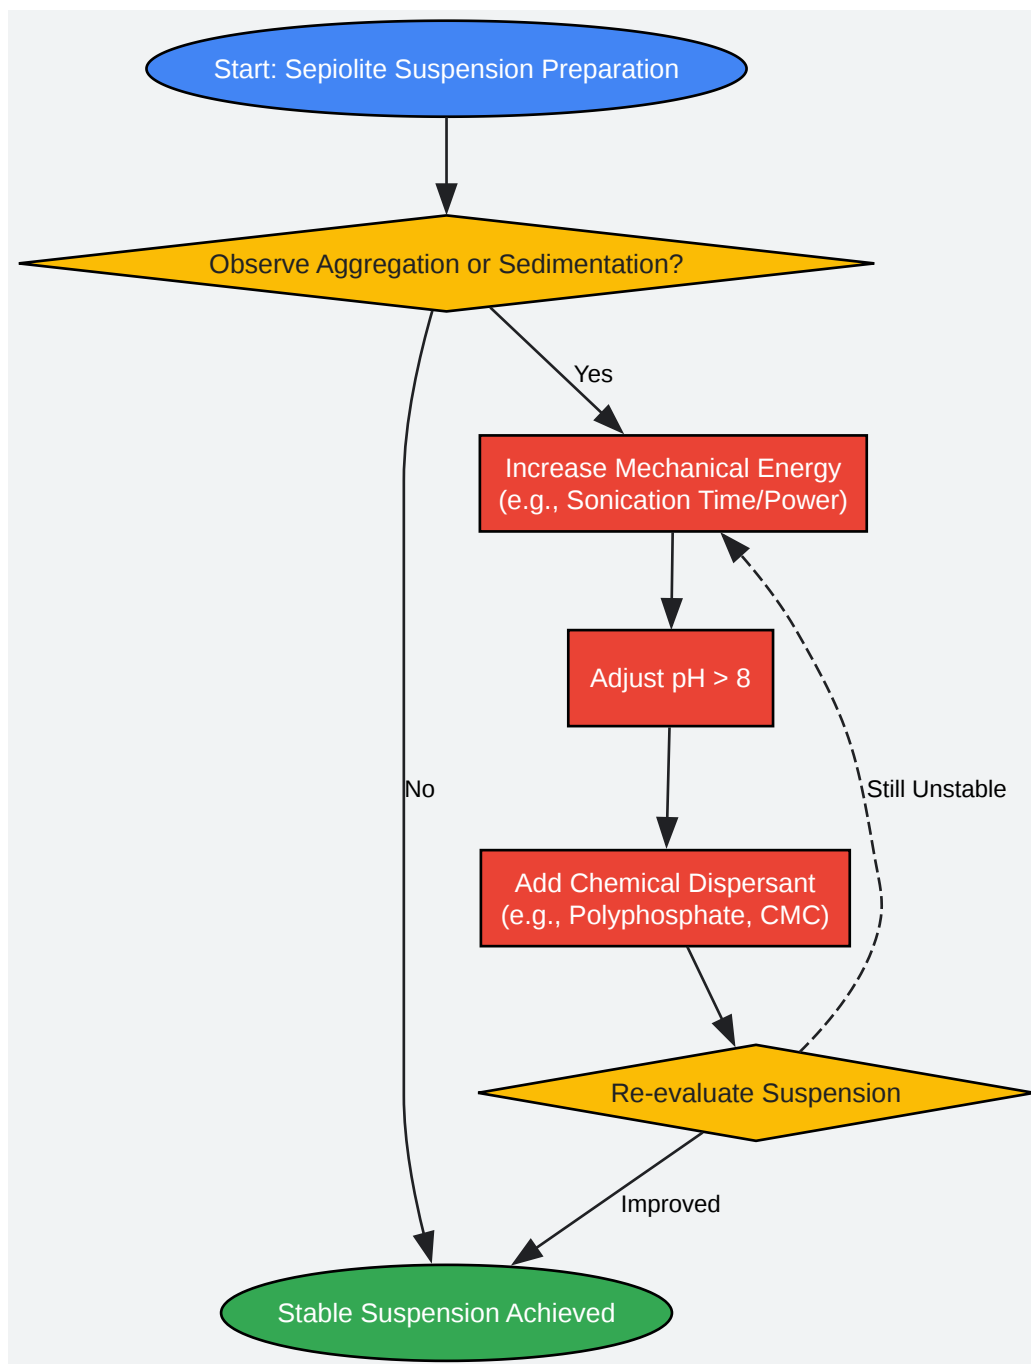 Start: Sepiolite Suspension Preparation
Observe Aggregation or Sedimentation?
Yes
Increase Mechanical Energy
(e.g., Sonication Time/Power)
Adjust pH > 8
No
Still Unstable
Add Chemical Dispersant
(e.g., Polyphosphate, CMC)
Re-evaluate Suspension
Improved
Stable Suspension Achieved